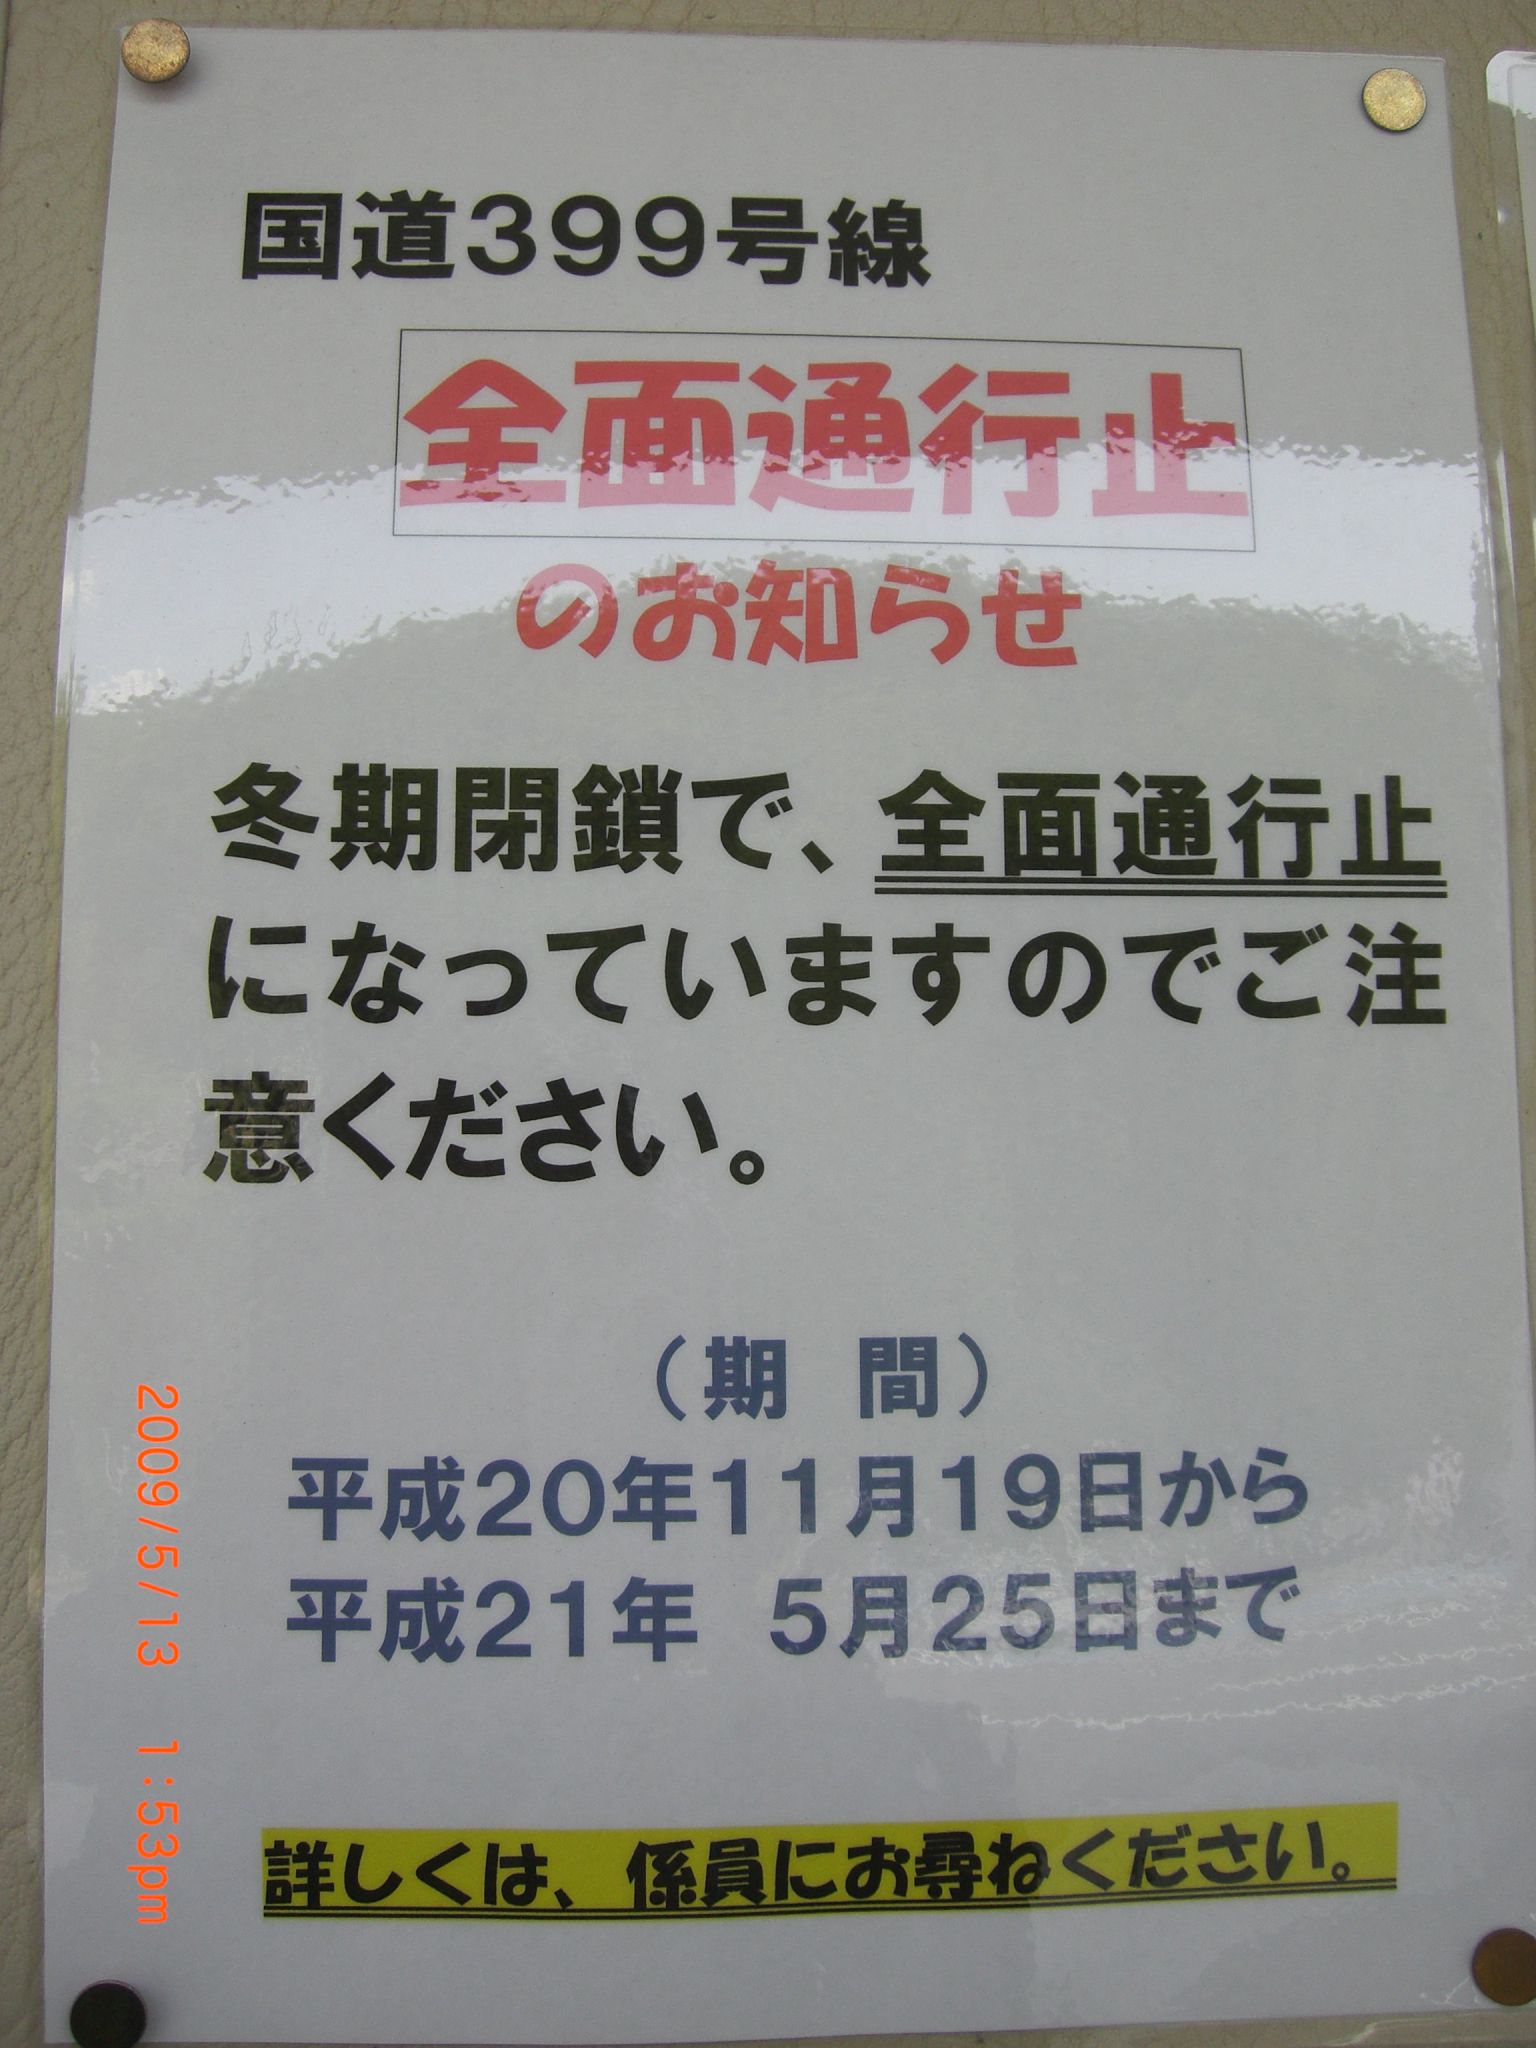 国道399号線
全面通行止
のお知らせ
冬期閉鎖で、全面通行止
になっていますのでご注
意ください。
（期　間）
平成20年11月19日から
平成21年　5月25日まで
詳しくは、係員にお尋ねください。
2009/5/13 1:53pm